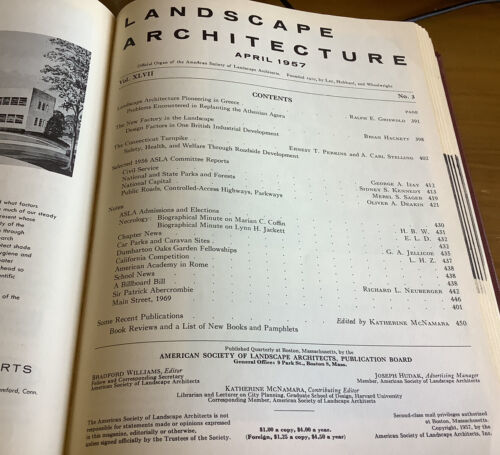 LANDSCAPE
ARCHITECTURE
APRIL 1957
Official Organ of the American Society of Landscape Architects. Founded 1910, by Lay, Hubbard, and Wheelwright.
Vol. XLVII No. 3
CONTENTS
PAGE
Landscape Architecture Pioneering in Greece
Problems Encountered in Replanting the Athenian Agora Ralph E. Griswold 391
The New Factory in the Landscape
Design Factors in One British Industrial Development Brian Hackett 398
The Connecticut Turnpike
Safety, Health, and Welfare Through Roadside Development Ernest T. Perkins and A. Carl Stelling 402
Selected 1956 ASLA Committee Reports
Civil Service George A. 413
National and State Parks and Forests Sidney S. Kennedy 413
National Capital Merel S. Sager 419
Public Roads, Controlled-Access Highways, Parkways Oliver A. Deakin 421
Notes
ASLA Admissions and Elections 430
Necrology: Biographical Minute on Marian C. Coffin
Biographical Minute on Lynn H. Jackett H. B. W. 431
Chapter News E. L. D. 432
Car Parks and Caravan Sites 432
Dumbarton Oaks Garden Fellowships G. A. Jellicoe 435
California Competition L. H. Z. 437
American Academy in Rome 438
School News 438
A Billboard Bill 438
Sir Patrick Abercrombie Richard L. Neuberger 442
Main Street, 1969 446
401
Some Recent Publications
Book Reviews and a List of New Books and Pamphlets Edited by Katherine McNamara 450
Published Quarterly at Boston, Massachusetts, by the
AMERICAN SOCIETY OF LANDSCAPE ARCHITECTS, PUBLICATION BOARD
General Offices: 9 Park St., Boston 8, Mass.
Bradford Williams, Editor
Fellow and Corresponding Secretary
American Society of Landscape Architects
Joseph Hudak, Advertising Manager
Member, American Society of Landscape Architects
Katherine McNamara, Contributing Editor
Librarian and Lecturer on City Planning, Graduate School of Design, Harvard University
Corresponding Member, American Society of Landscape Architects
The American Society of Landscape Architects is not
responsible for statements made or opinions expressed
in this magazine, editorially or otherwise,
unless signed officially by the Trustees of the Society.
$1.00 a copy, $4.00 a year.
(Foreign, $1.25 a copy, $4.50 a year)
Second-class mail privileges authorized
at Boston, Massachusetts.
Copyright, 1957, by the
American Society of Landscape Architects, Inc.
what factors
much of our steady
present whose
of the
through
arch
shade
hygiene and
ahead so
scientific
of the
ARTS
Conn.